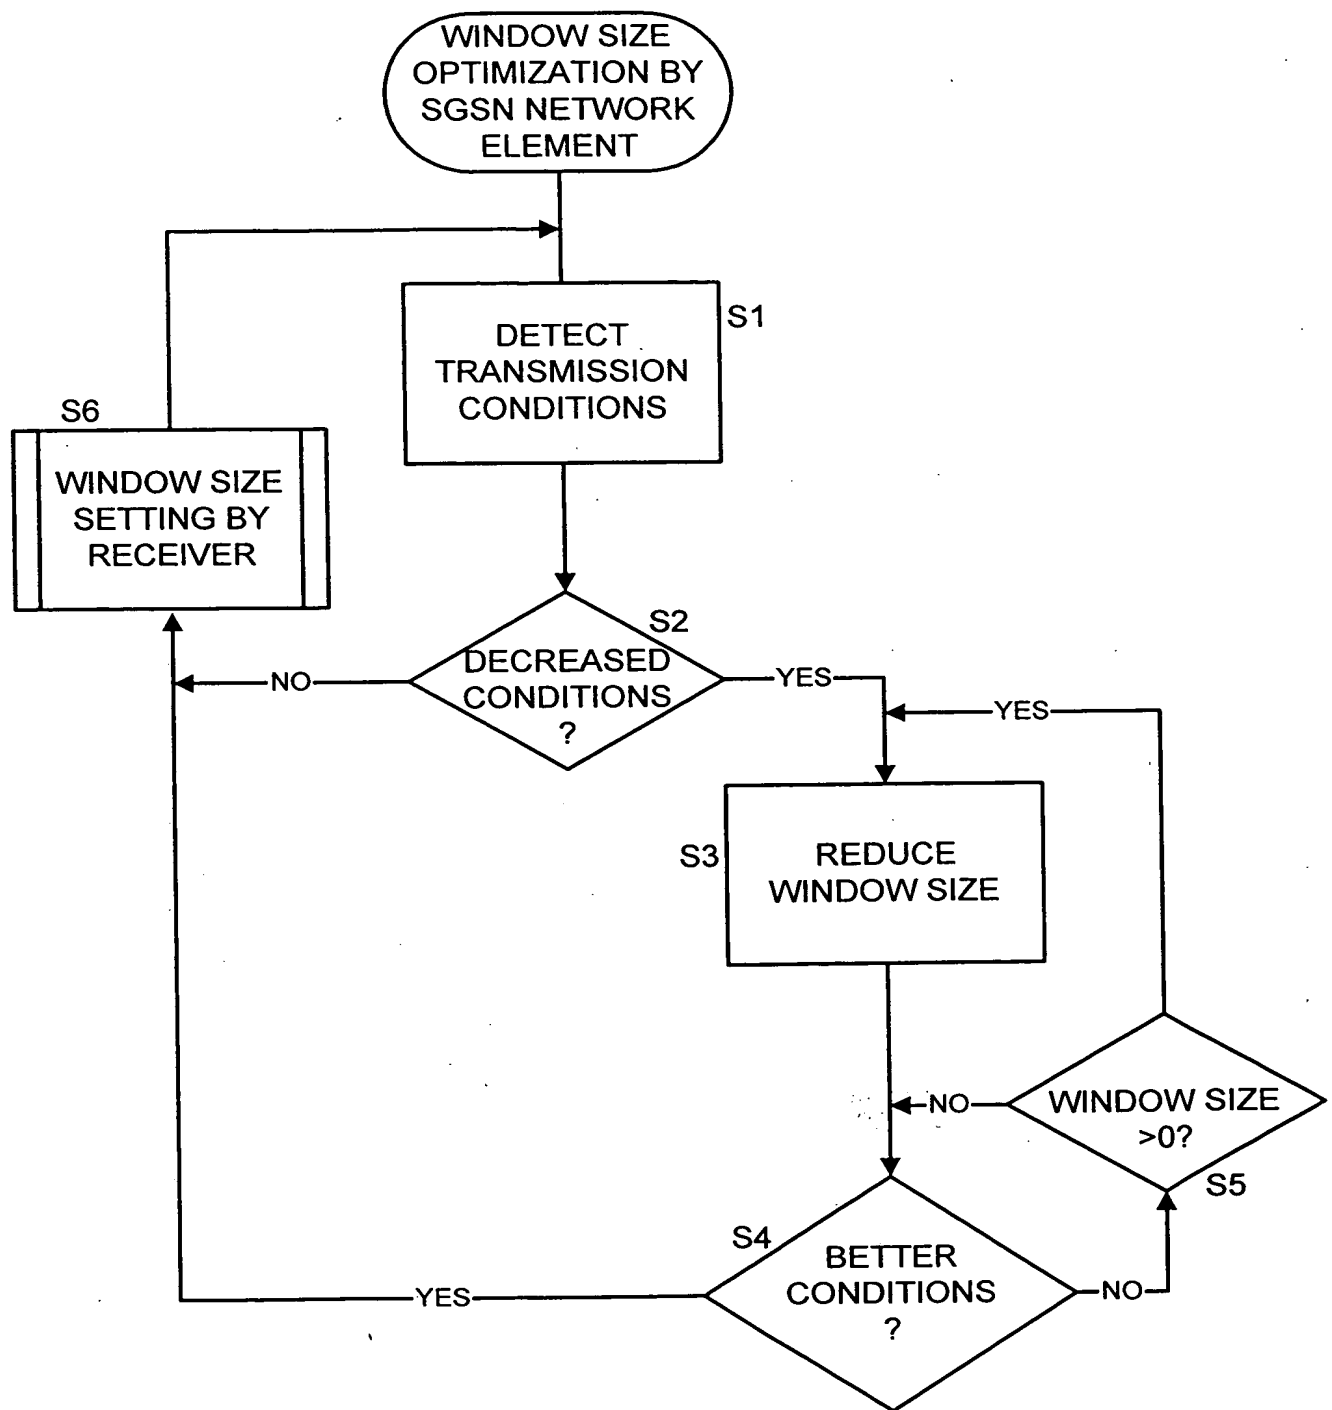 WINDOW SIZE
OPTIMIZATION BY
SGSN NETWORK
ELEMENT
S1
DETECT
TRANSMISSION
CONDITIONS
S6
WINDOW SIZE
SETTING BY
RECEIVER
S2
DECREASED
CONDITIONS
?
NO
YES
YES
S3
REDUCE
WINDOW SIZE
NO
WINDOW SIZE
>0?
S5
S4
BETTER
CONDITIONS
?
YES
NO